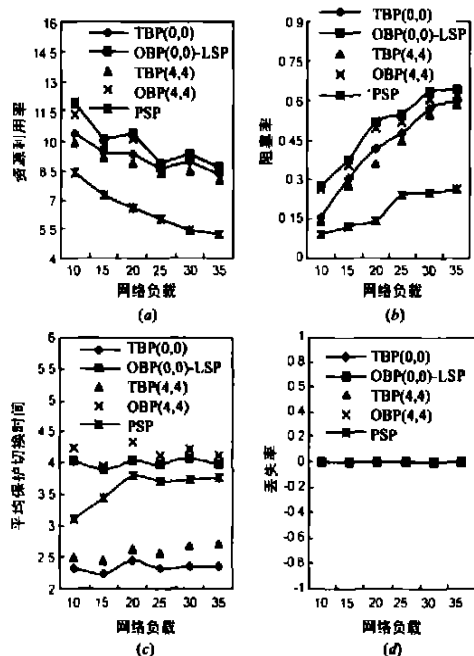 16
14.5
13
11.5
10
8.5
7
5.5
资源利用率
TBP(0,0)
OBP(0,0)-LSP
TBP(4,4)
OBP(4,4)
PSP
10 15 20 25 30 35
网络负载
(a)
0.9
0.75
0.6
0.45
0.3
0.15
0
阻塞率
TBP(0,0)
OBP(0,0)-LSP
TBP(4,4)
OBP(4,4)
PSP
10 15 20 25 30 35
网络负载
(b)
6
5.5
5
4.5
4
3.5
3
2.5
2
平均保护切换时间
TBP(0,0)
OBP(0,0)-LSP
TBP(4,4)
OBP(4,4)
PSP
10 15 20 25 30 35
网络负载
(c)
1
0.8
0.6
0.4
0.2
0
-0.2
-0.4
-0.6
-0.8
-1
丢失率
TBP(0,0)
OBP(0,0)-LSP
TBP(4,4)
OBP(4,4)
PSP
10 15 20 25 30 35
网络负载
(d)